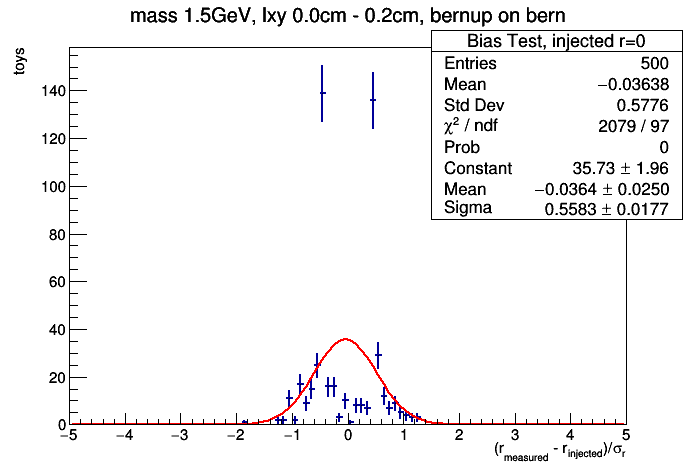 mass 1.5GeV, lxy 0.0cm - 0.2cm, bernup on bern
Bias Test, injected r=0
Entries 500
Mean −0.03638
Std Dev 0.5776
χ² / ndf 2079 / 97
Prob 0
Constant 35.73 ± 1.96
Mean −0.0364 ± 0.0250
Sigma 0.5583 ± 0.0177
toys
140
120
100
80
60
40
20
0
−5 −4 −3 −2 −1 0 1 2 3 4 5
(r_measured - r_injected)/σ_r